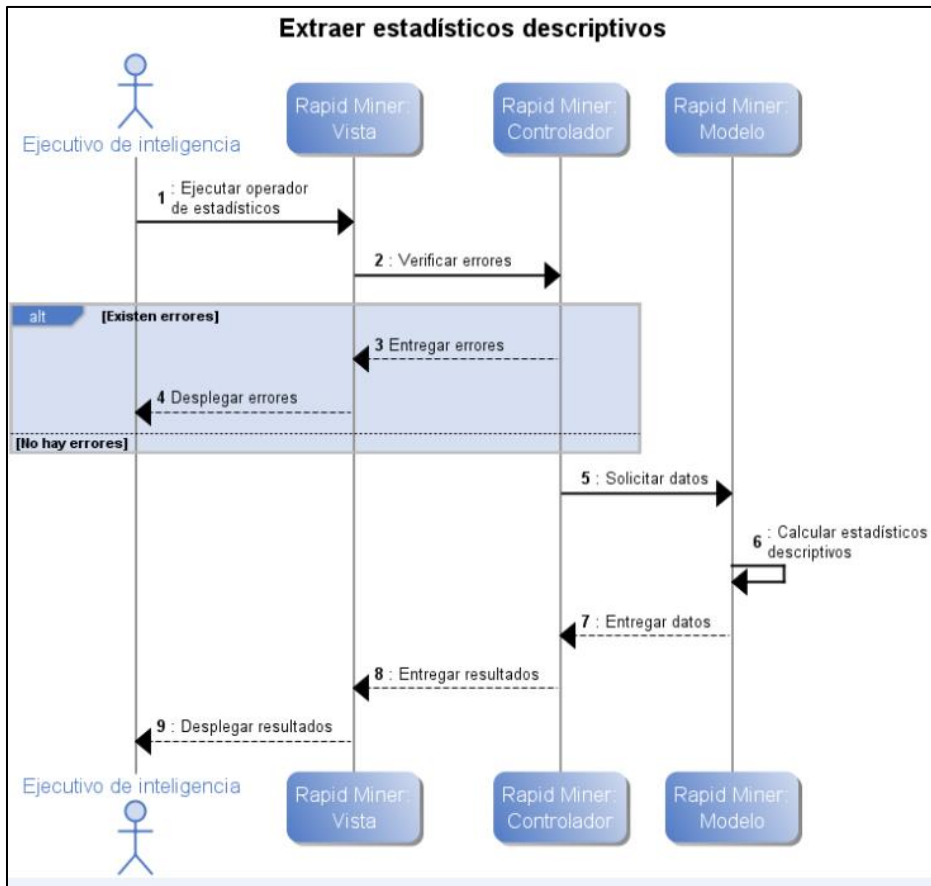 Extraer estadísticos descriptivos
Ejecutivo de inteligencia
Rapid Miner:
Vista
Rapid Miner:
Controlador
Rapid Miner:
Modelo
1 : Ejecutar operador
de estadísticos
2 : Verificar errores
alt [Existen errores]
3 Entregar errores
4 Desplegar errores
[No hay errores]
5 : Solicitar datos
6 : Calcular estadísticos
descriptivos
7 : Entregar datos
8 : Entregar resultados
9 : Desplegar resultados
Ejecutivo de inteligencia
Rapid Miner:
Vista
Rapid Miner:
Controlador
Rapid Miner:
Modelo